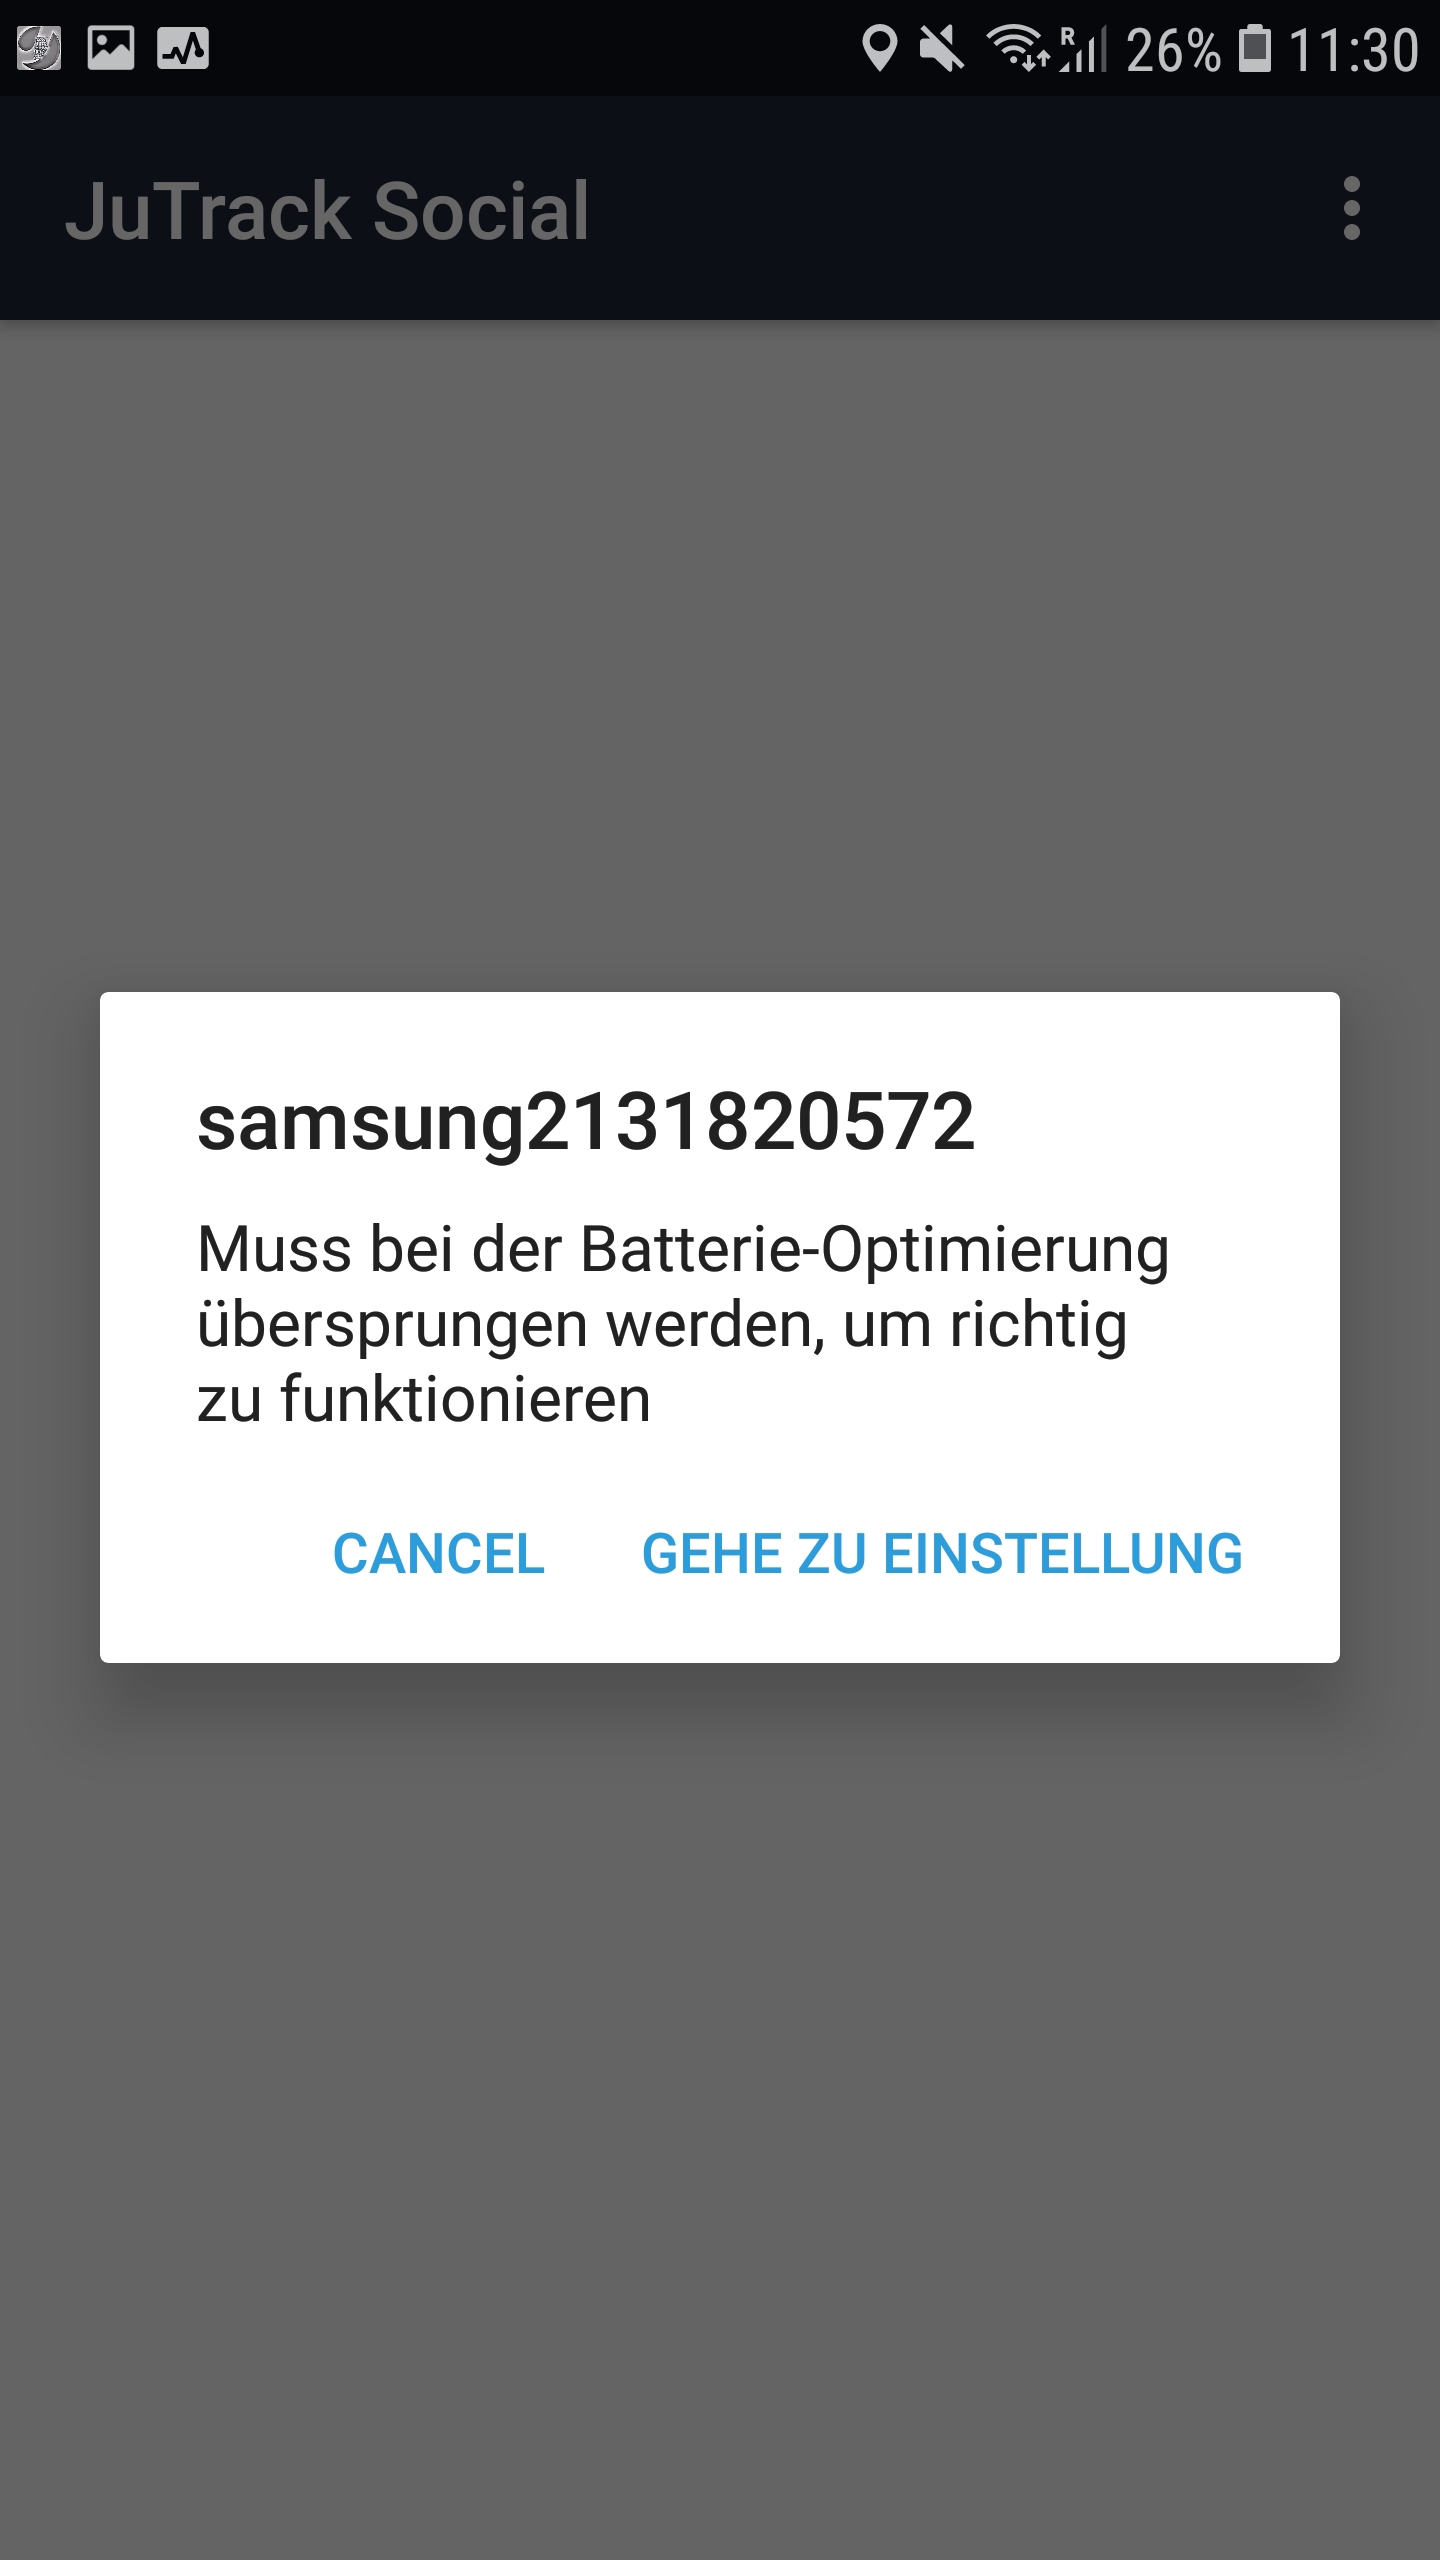 R 26% 11:30
JuTrack Social
samsung2131820572
Muss bei der Batterie-Optimierung
übersprungen werden, um richtig
zu funktionieren
CANCEL GEHE ZU EINSTELLUNG